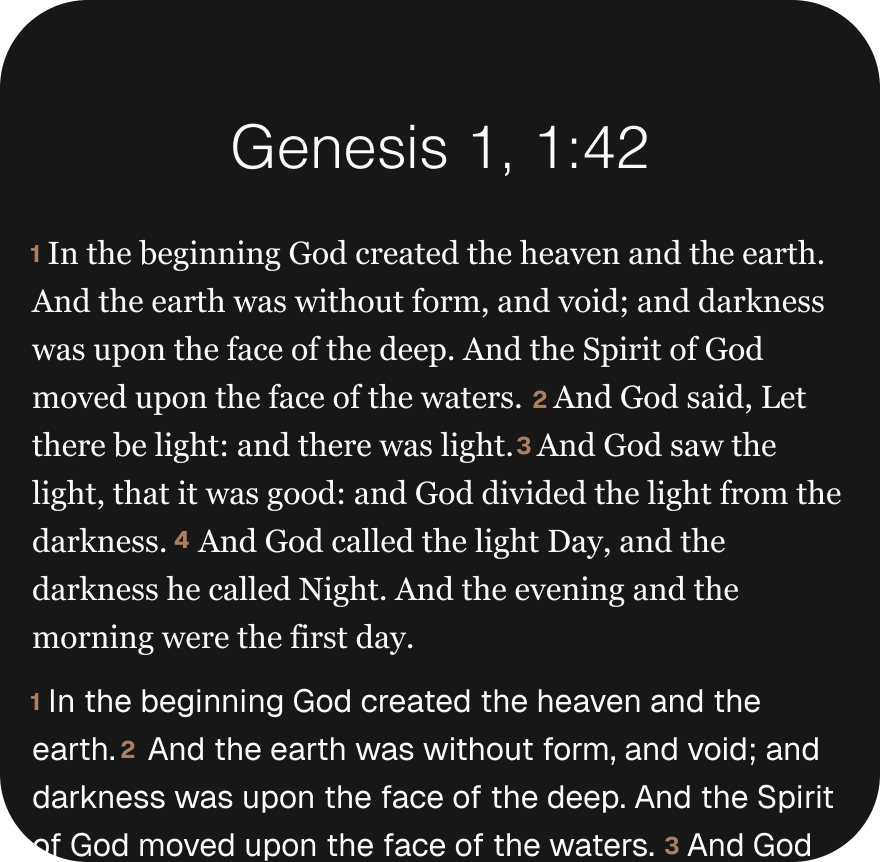 Genesis 1, 1:42
1 In the beginning God created the heaven and the earth.
And the earth was without form, and void; and darkness
was upon the face of the deep. And the Spirit of God
moved upon the face of the waters. 2 And God said, Let
there be light: and there was light. 3 And God saw the
light, that it was good: and God divided the light from the
darkness. 4 And God called the light Day, and the
darkness he called Night. And the evening and the
morning were the first day.
1 In the beginning God created the heaven and the
earth. 2 And the earth was without form, and void; and
darkness was upon the face of the deep. And the Spirit
of God moved upon the face of the waters. 3 And God